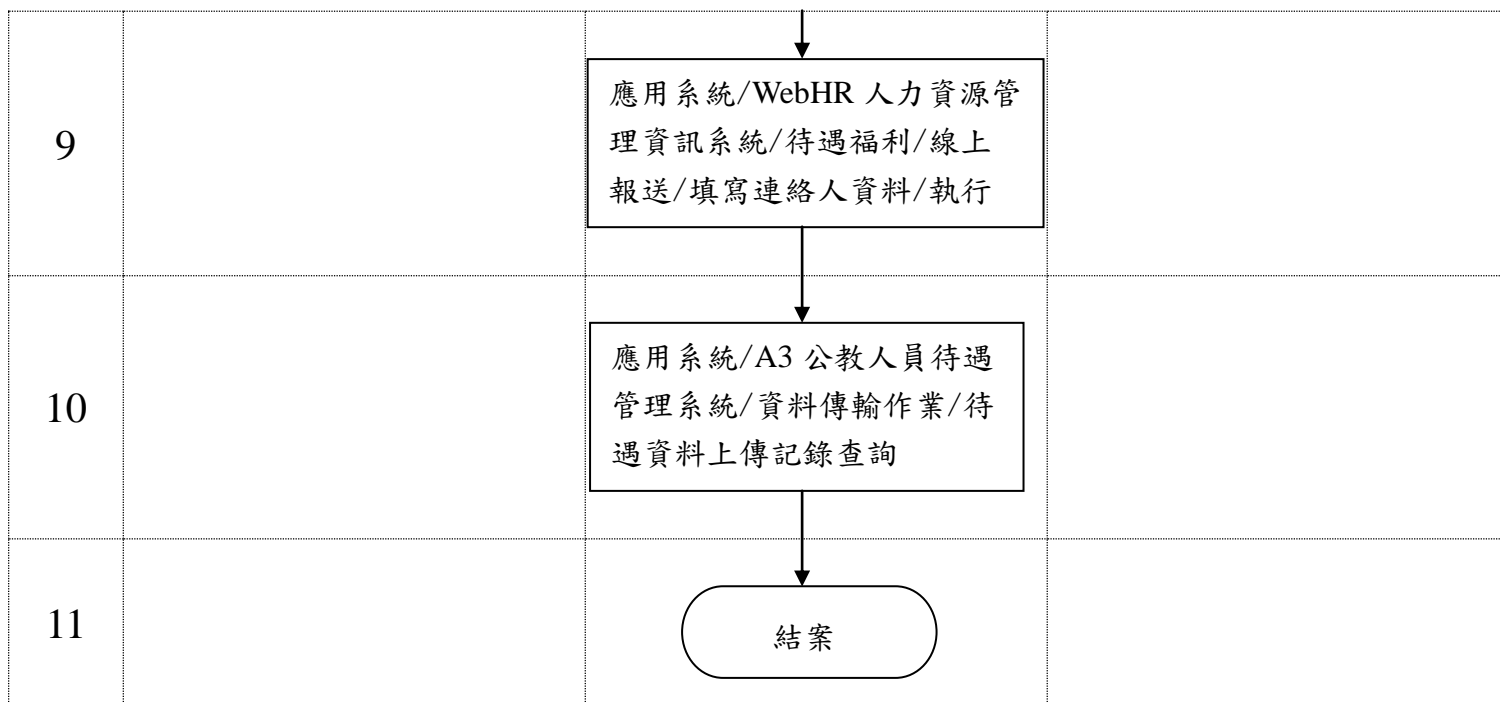 9
應用系統/WebHR 人力資源管
理資訊系統/待遇福利/線上
報送/填寫連絡人資料/執行
10
應用系統/A3 公教人員待遇
管理系統/資料傳輸作業/待
遇資料上傳記錄查詢
11
結案